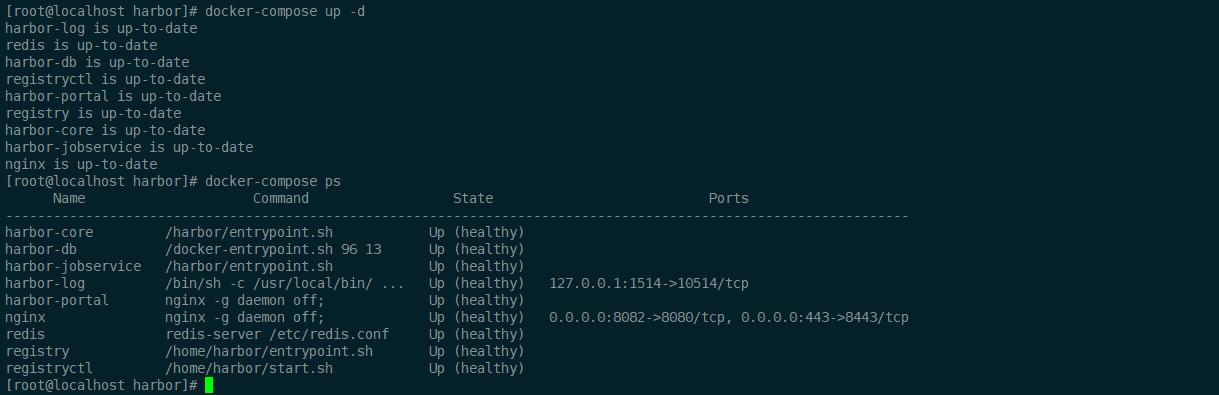 [root@localhost harbor]# docker-compose up -d
harbor-log is up-to-date
redis is up-to-date
harbor-db is up-to-date
registryctl is up-to-date
harbor-portal is up-to-date
registry is up-to-date
harbor-core is up-to-date
harbor-jobservice is up-to-date
nginx is up-to-date
[root@localhost harbor]# docker-compose ps
      Name                     Command                  State                           Ports
-----------------------------------------------------------------------------------------------------------------
harbor-core         /harbor/entrypoint.sh            Up (healthy)
harbor-db           /docker-entrypoint.sh 96 13      Up (healthy)
harbor-jobservice   /harbor/entrypoint.sh            Up (healthy)
harbor-log          /bin/sh -c /usr/local/bin/ ...   Up (healthy)   127.0.0.1:1514->10514/tcp
harbor-portal       nginx -g daemon off;             Up (healthy)
nginx               nginx -g daemon off;             Up (healthy)   0.0.0.0:8082->8080/tcp, 0.0.0.0:443->8443/tcp
redis               redis-server /etc/redis.conf     Up (healthy)
registry            /home/harbor/entrypoint.sh       Up (healthy)
registryctl         /home/harbor/start.sh            Up (healthy)
[root@localhost harbor]#